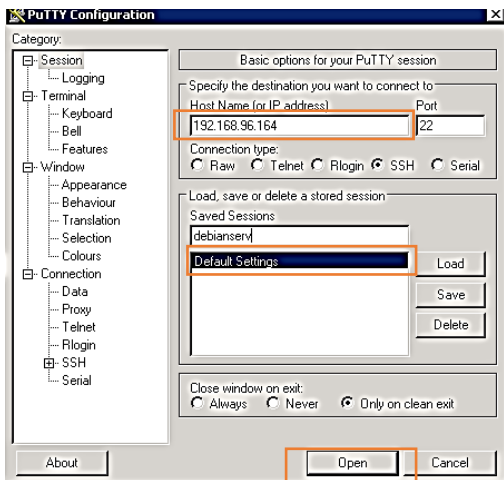 PuTTY Configuration
Category:
Session
Logging
Terminal
Keyboard
Bell
Features
Window
Appearance
Behaviour
Translation
Selection
Colours
Connection
Data
Proxy
Telnet
Rlogin
SSH
Serial
Basic options for your PuTTY session
Specify the destination you want to connect to
Host Name (or IP address) Port
192.168.96.164 22
Connection type:
Raw Telnet Rlogin SSH Serial
Load, save or delete a stored session
Saved Sessions
debianserv
Default Settings
Load
Save
Delete
Close window on exit:
Always Never Only on clean exit
About Open Cancel